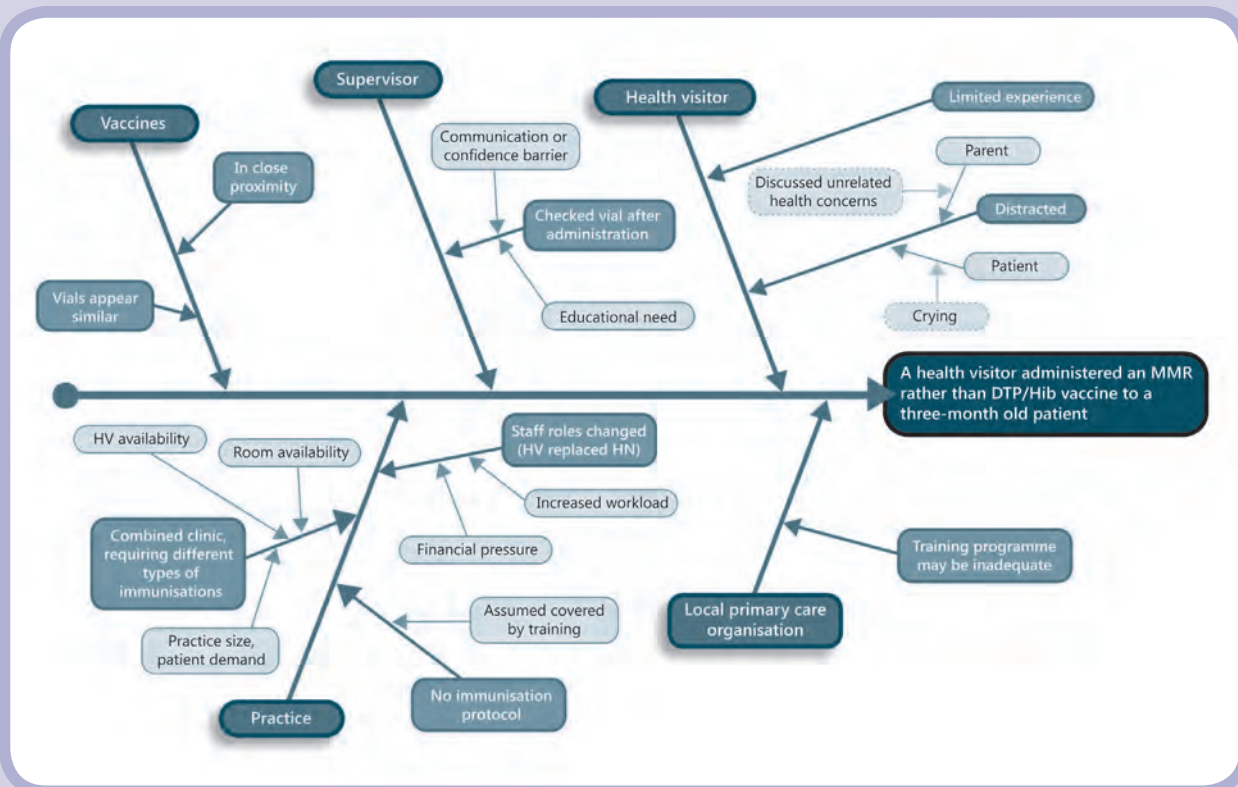 Supervisor
Health visitor
Vaccines
Limited experience
Communication or
confidence barrier
Parent
In close
proximity
Discussed unrelated
health concerns
Checked vial after
administration
Distracted
Patient
Vials appear
similar
Educational need
Crying
A health visitor administered an MMR
rather than DTP/Hib vaccine to a
three-month old patient
HV availability
Room availability
Staff roles changed
(HV replaced HN)
Increased workload
Combined clinic,
requiring different
types of
immunisations
Financial pressure
Training programme
may be inadequate
Practice size,
patient demand
Assumed covered
by training
Local primary care
organisation
No immunisation
protocol
Practice